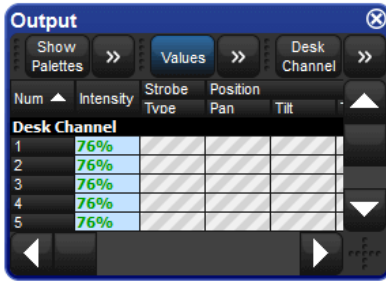 Output
Show Palettes » Values » Desk Channel »
Num Intensity Strobe Position
Type Pan Tilt
Desk Channel
1 76%
2 76%
3 76%
4 76%
5 76%